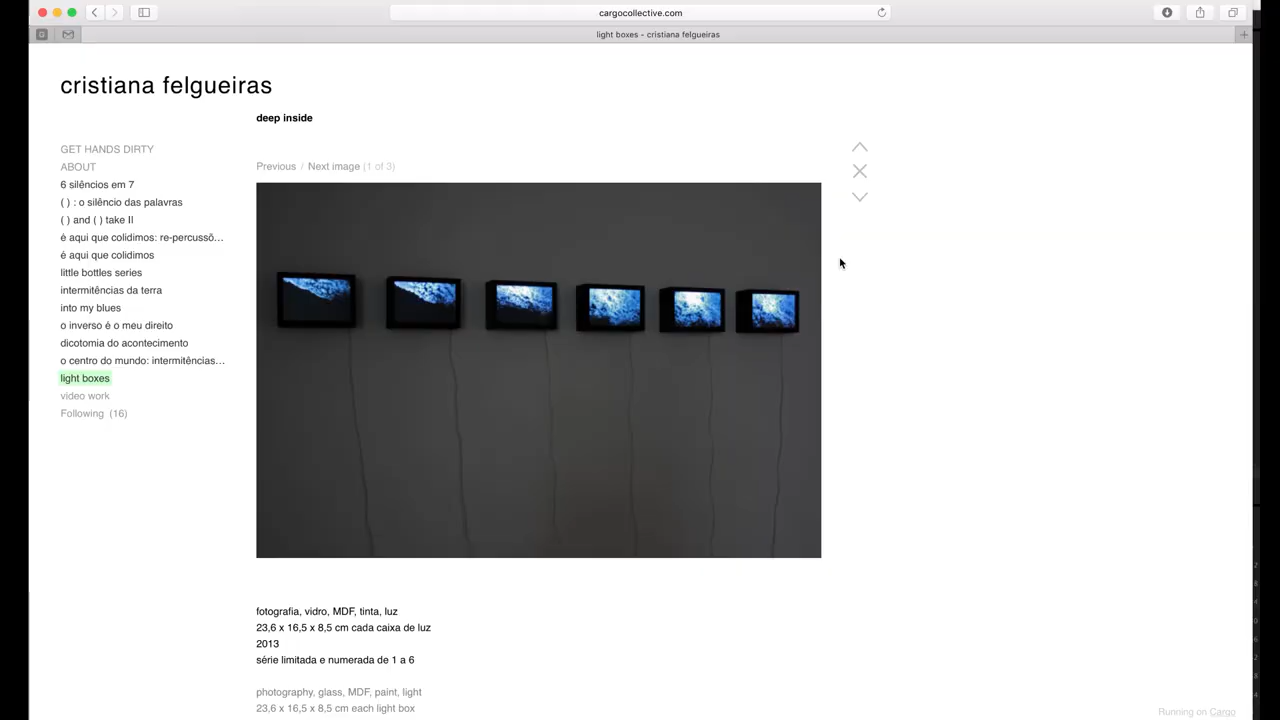 cargocollective.com
light boxes - cristiana felgueiras
cristiana felgueiras
deep inside
GET HANDS DIRTY
ABOUT
6 silêncios em 7
( ) : o silêncio das palavras
( ) and ( ) take II
é aqui que colidimos: re-percussõ...
é aqui que colidimos
little bottles series
intermitências da terra
into my blues
o inverso é o meu direito
dicotomia do acontecimento
o centro do mundo: intermitências...
light boxes
video work
Following (16)
Previous / Next image (1 of 3)
fotografia, vidro, MDF, tinta, luz
23,6 x 16,5 x 8,5 cm cada caixa de luz
2013
série limitada e numerada de 1 a 6
photography, glass, MDF, paint, light
23,6 x 16,5 x 8,5 cm each light box
Running on Cargo